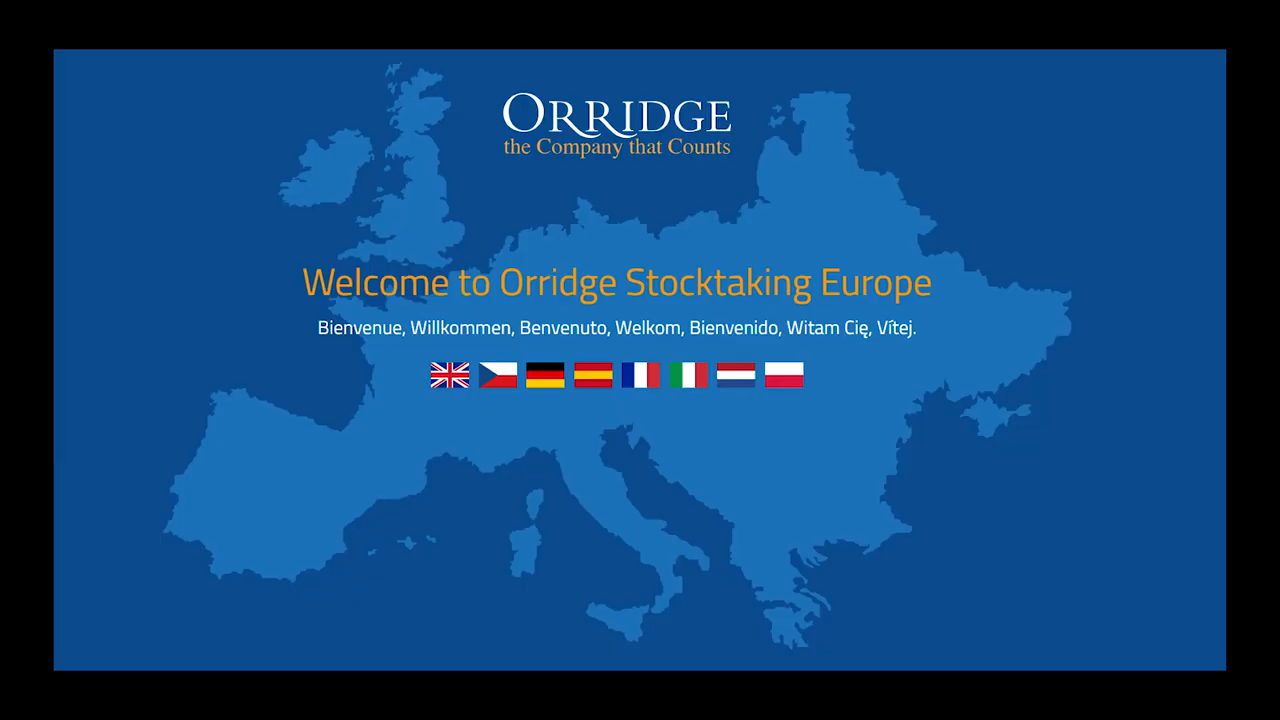 ORRIDGE
the Company that Counts
Welcome to Orridge Stocktaking Europe
Bienvenue, Willkommen, Benvenuto, Welkom, Bienvenido, Witam Cię, Vítej.